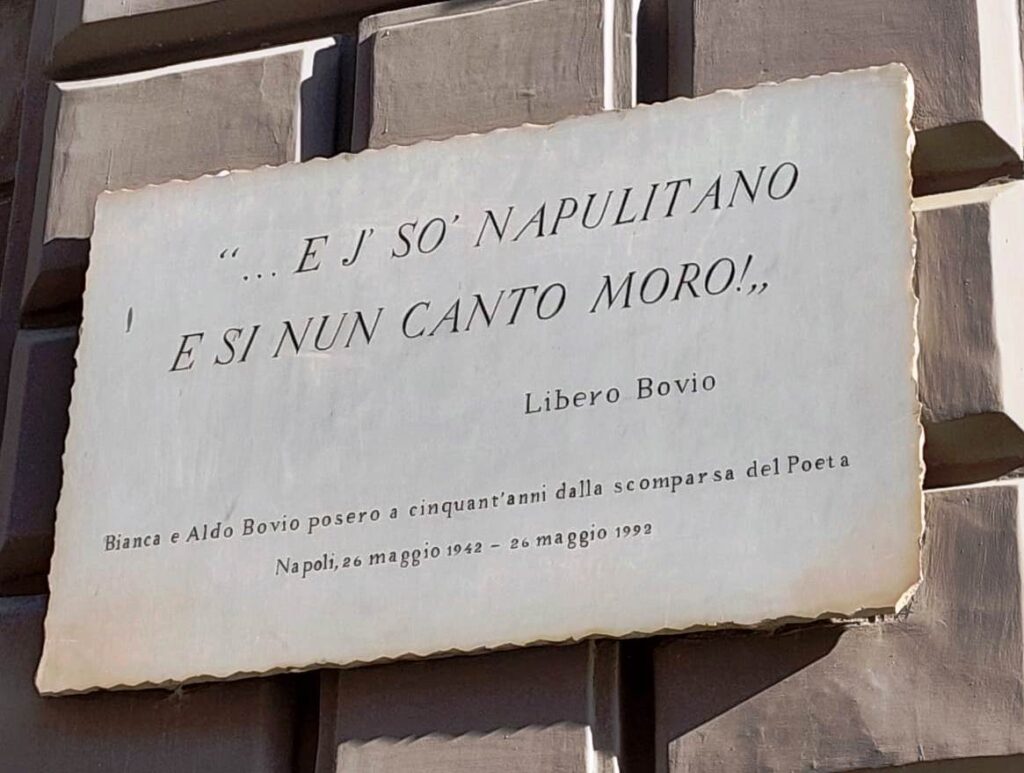 “... E J' SO' NAPULITANO
E SI NUN CANTO MORO!„
Libero Bovio
Bianca e Aldo Bovio posero a cinquant'anni dalla scomparsa del Poeta
Napoli, 26 maggio 1942 – 26 maggio 1992